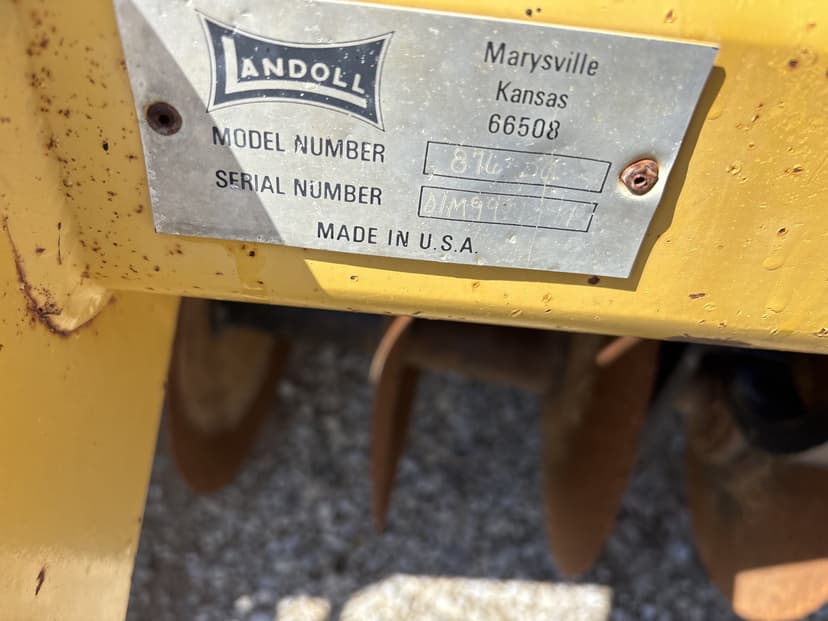 LANDOLL
Marysville
Kansas
66508
MODEL NUMBER
SERIAL NUMBER
MADE IN U.S.A.